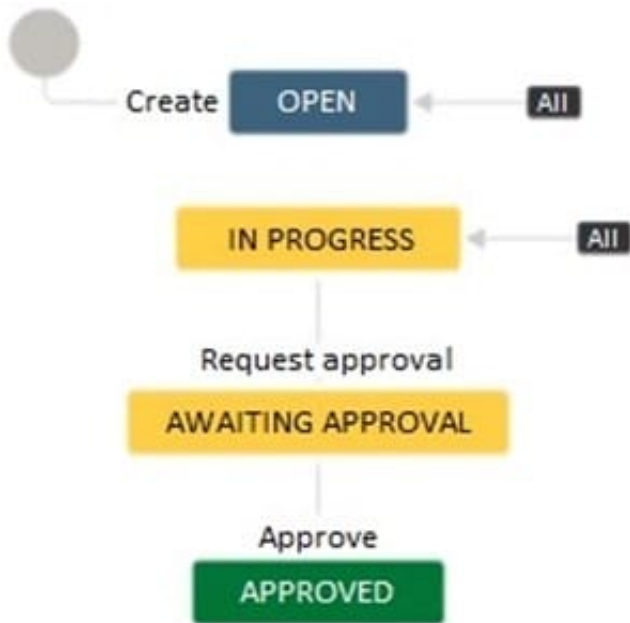 Create OPEN All
IN PROGRESS All
Request approval
AWAITING APPROVAL
Approve
APPROVED